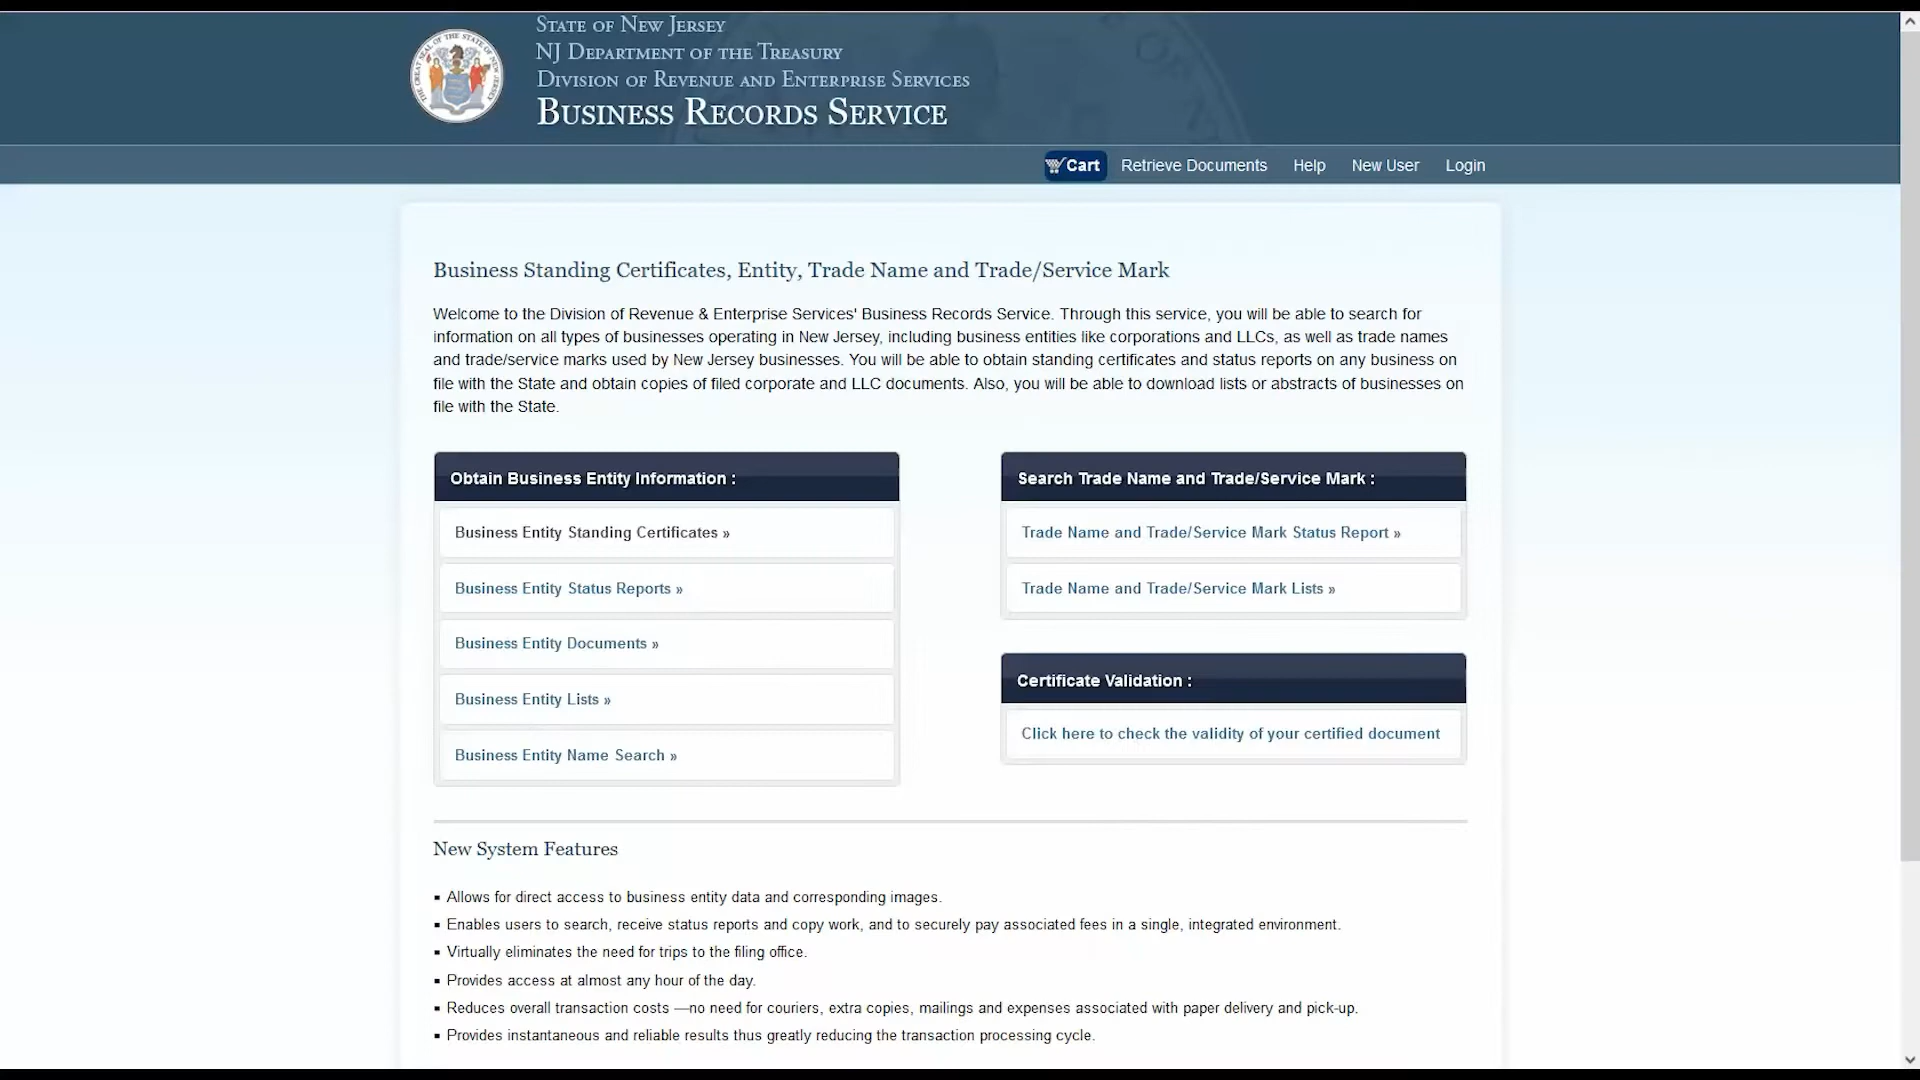 State of New Jersey
NJ Department of the Treasury
Division of Revenue and Enterprise Services
Business Records Service
Cart Retrieve Documents Help New User Login
Business Standing Certificates, Entity, Trade Name and Trade/Service Mark
Welcome to the Division of Revenue & Enterprise Services' Business Records Service. Through this service, you will be able to search for
information on all types of businesses operating in New Jersey, including business entities like corporations and LLCs, as well as trade names
and trade/service marks used by New Jersey businesses. You will be able to obtain standing certificates and status reports on any business on
file with the State and obtain copies of filed corporate and LLC documents. Also, you will be able to download lists or abstracts of businesses on
file with the State.
Obtain Business Entity Information :
Business Entity Standing Certificates »
Business Entity Status Reports »
Business Entity Documents »
Business Entity Lists »
Business Entity Name Search »
Search Trade Name and Trade/Service Mark :
Trade Name and Trade/Service Mark Status Report »
Trade Name and Trade/Service Mark Lists »
Certificate Validation :
Click here to check the validity of your certified document
New System Features
▪ Allows for direct access to business entity data and corresponding images.
▪ Enables users to search, receive status reports and copy work, and to securely pay associated fees in a single, integrated environment.
▪ Virtually eliminates the need for trips to the filing office.
▪ Provides access at almost any hour of the day.
▪ Reduces overall transaction costs —no need for couriers, extra copies, mailings and expenses associated with paper delivery and pick-up.
▪ Provides instantaneous and reliable results thus greatly reducing the transaction processing cycle.